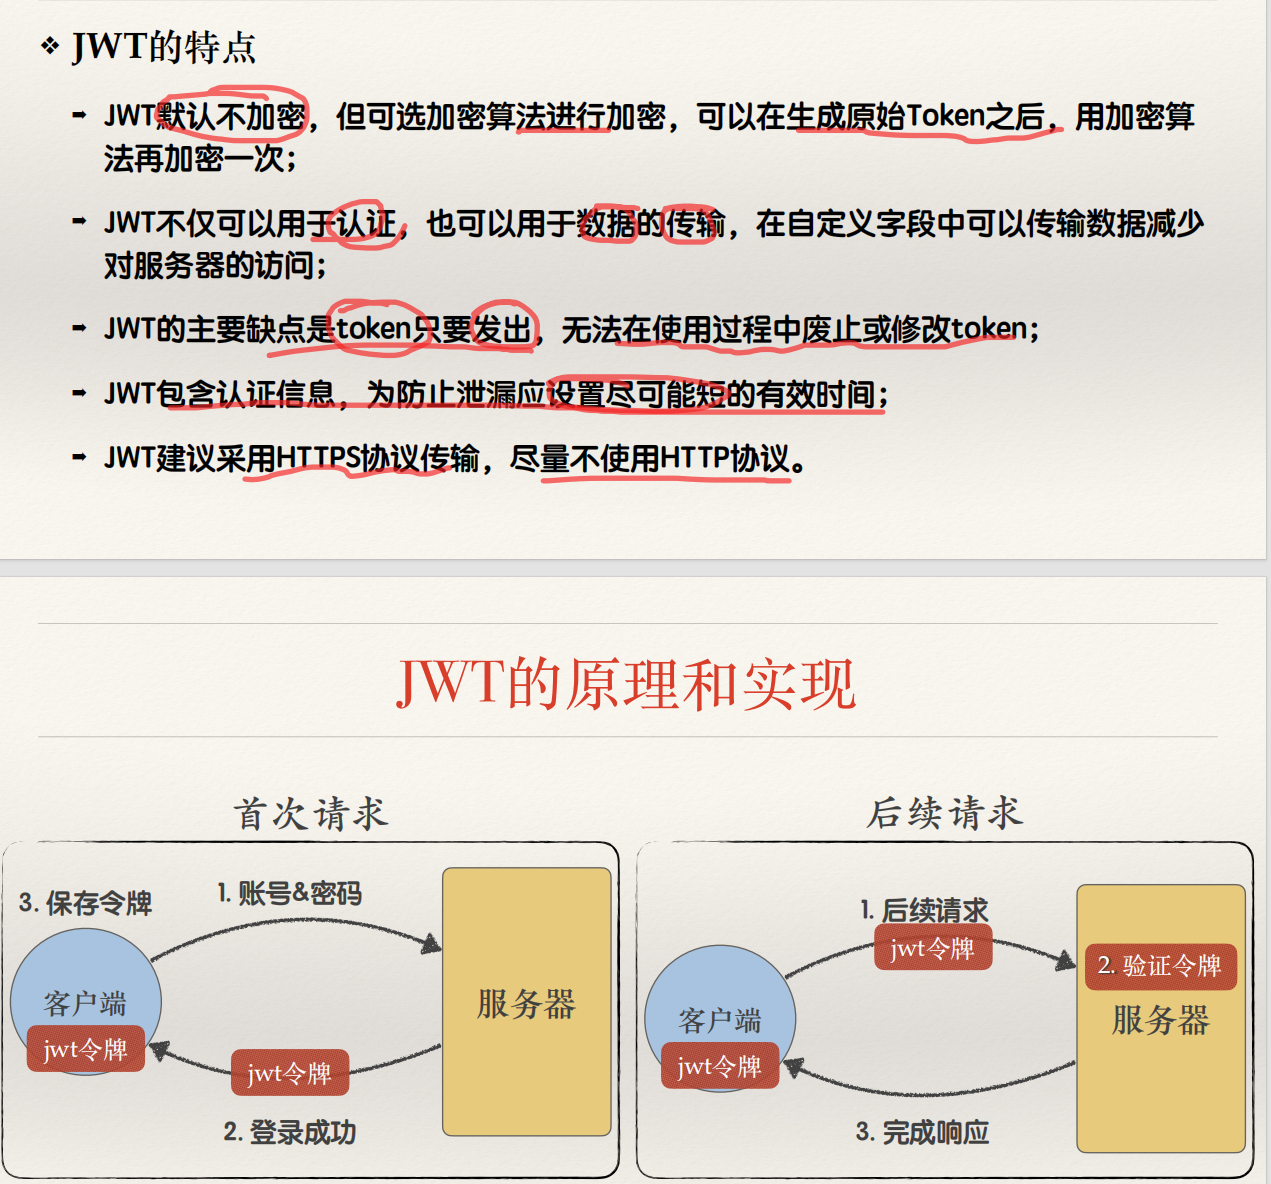 ❖ JWT的特点
➡ JWT默认不加密，但可选加密算法进行加密，可以在生成原始Token之后，用加密算
法再加密一次；
➡ JWT不仅可以用于认证，也可以用于数据的传输，在自定义字段中可以传输数据减少
对服务器的访问；
➡ JWT的主要缺点是token只要发出，无法在使用过程中废止或修改token；
➡ JWT包含认证信息，为防止泄漏应设置尽可能短的有效时间；
➡ JWT建议采用HTTPS协议传输，尽量不使用HTTP协议。
JWT的原理和实现
首次请求
3. 保存令牌
1. 账号&密码
客户端
jwt令牌
服务器
jwt令牌
2. 登录成功
后续请求
1. 后续请求
jwt令牌
2. 验证令牌
客户端
jwt令牌
服务器
3. 完成响应